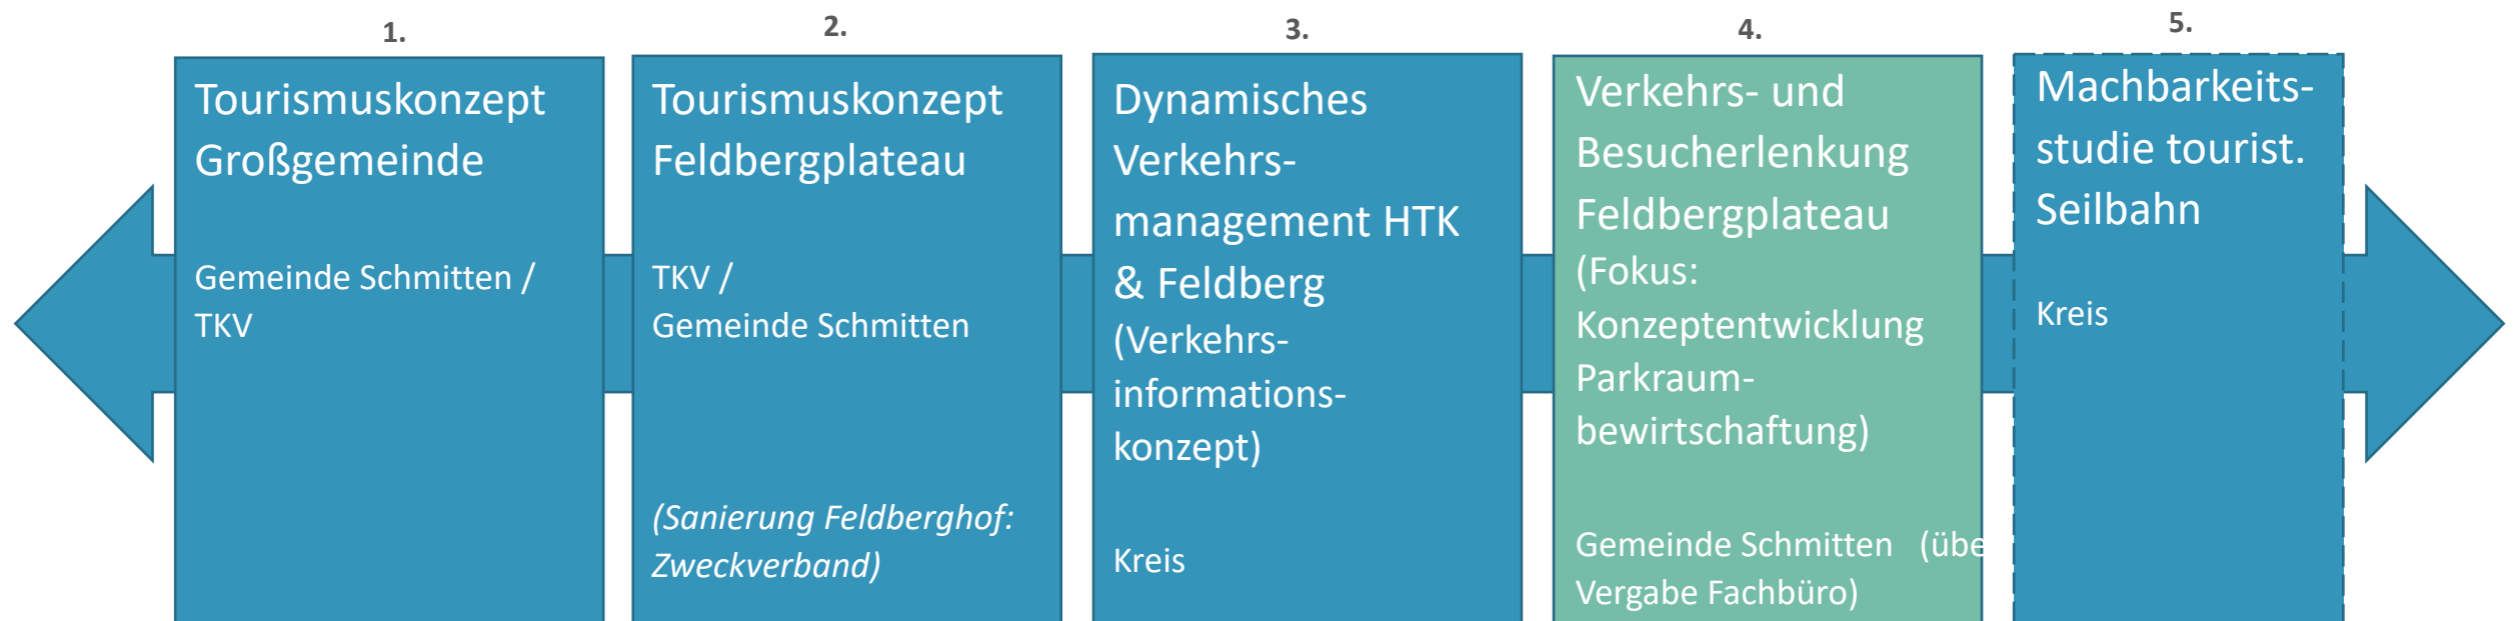 1.
Tourismuskonzept
Großgemeinde
Gemeinde Schmitten /
TKV
2.
Tourismuskonzept
Feldbergplateau
TKV /
Gemeinde Schmitten
(Sanierung Feldberghof:
Zweckverband)
3.
Dynamisches
Verkehrs-
management HTK
& Feldberg
(Verkehrs-
informations-
konzept)
Kreis
4.
Verkehrs- und
Besucherlenkung
Feldbergplateau
(Fokus:
Konzeptentwicklung
Parkraum-
bewirtschaftung)
Gemeinde Schmitten (übe
Vergabe Fachbüro)
5.
Machbarkeits-
studie tourist.
Seilbahn
Kreis